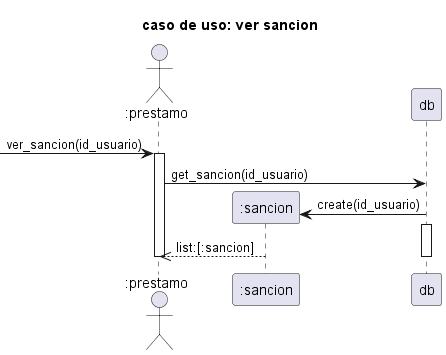 caso de uso: ver sancion
:prestamo
db
ver_sancion(id_usuario)
get_sancion(id_usuario)
:sancion
create(id_usuario)
list:[:sancion]
:prestamo
:sancion
db